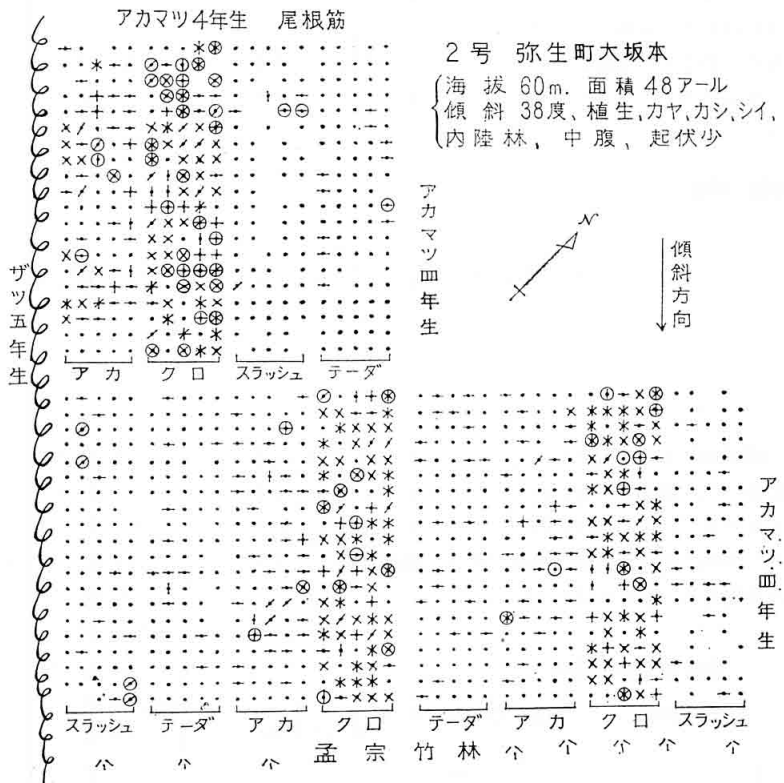 アカマツ4年生 尾根筋
2号 弥生町大坂本
海拔 60m. 面積 48アール
傾斜 38度、植生、カヤ、カシ、シイ、
内陸林、中腹、起伏少
アカマツ四年生
N
傾斜方向
ザツ五年生
アカ クロ スラッシュ テーダ
アカマツ四年生
スラッシュ テーダ アカ クロ テーダ アカ クロ スラッシュ
孟宗竹林